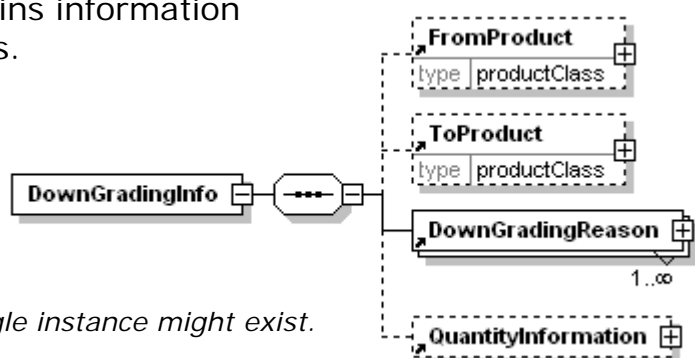 ins information
s.
FromProduct
type productClass
ToProduct
type productClass
DownGradingInfo
DownGradingReason
1..∞
gle instance might exist.
QuantityInformation